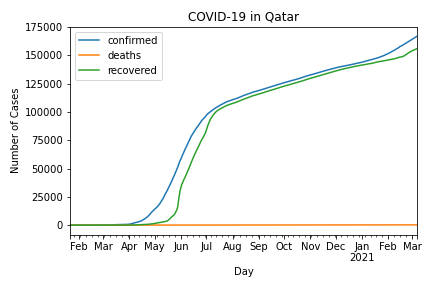 COVID-19 in Qatar
confirmed
deaths
recovered
Number of Cases
175000
150000
125000
100000
75000
50000
25000
0
Feb Mar Apr May Jun Jul Aug Sep Oct Nov Dec Jan Feb Mar
2021
Day